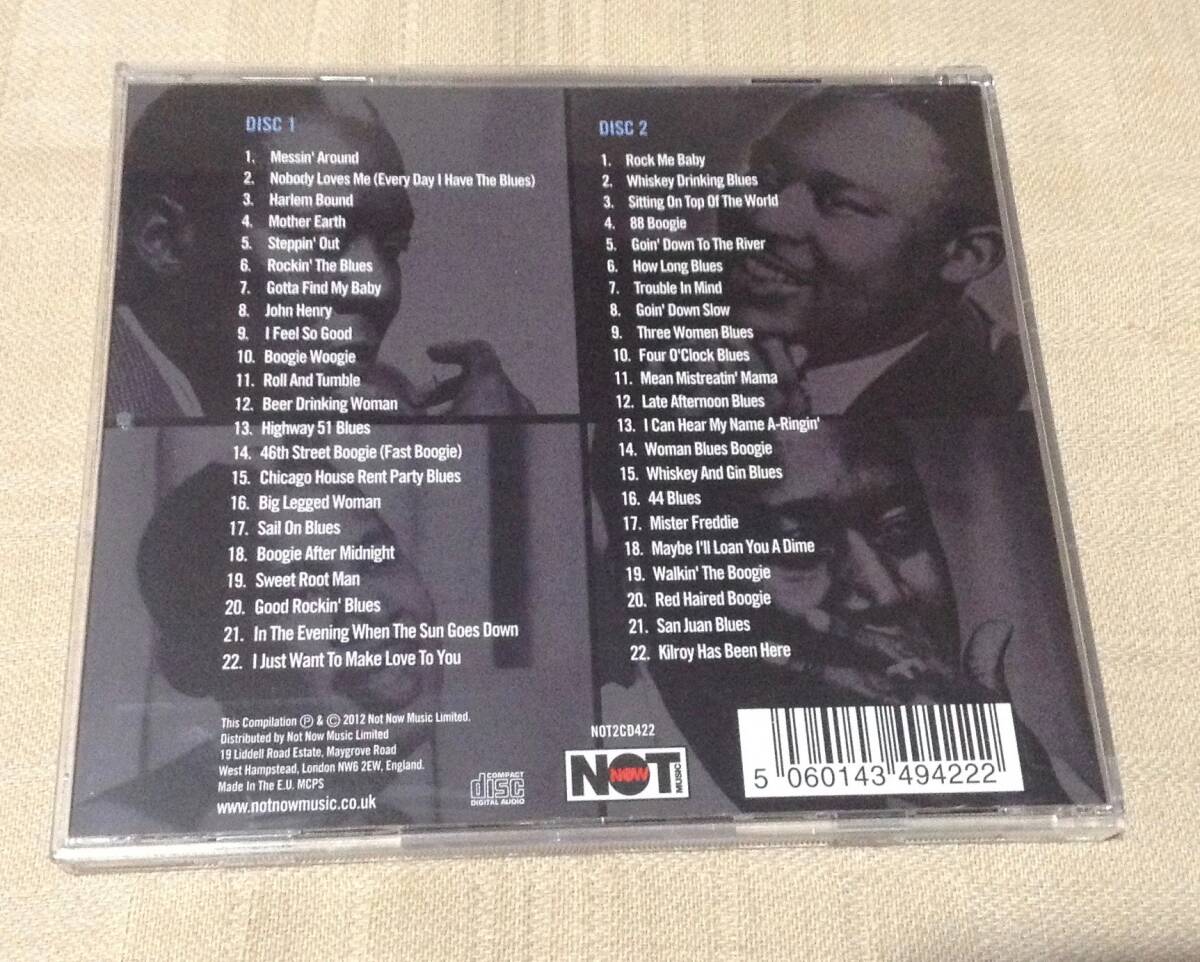 DISC 1
1. Messin' Around
2. Nobody Loves Me (Every Day I Have The Blues)
3. Harlem Bound
4. Mother Earth
5. Steppin' Out
6. Rockin' The Blues
7. Gotta Find My Baby
8. John Henry
9. I Feel So Good
10. Boogie Woogie
11. Roll And Tumble
12. Beer Drinking Woman
13. Highway 51 Blues
14. 46th Street Boogie (Fast Boogie)
15. Chicago House Rent Party Blues
16. Big Legged Woman
17. Sail On Blues
18. Boogie After Midnight
19. Sweet Root Man
20. Good Rockin' Blues
21. In The Evening When The Sun Goes Down
22. I Just Want To Make Love To You
DISC 2
1. Rock Me Baby
2. Whiskey Drinking Blues
3. Sitting On Top Of The World
4. 88 Boogie
5. Goin' Down To The River
6. How Long Blues
7. Trouble In Mind
8. Goin' Down Slow
9. Three Women Blues
10. Four O'Clock Blues
11. Mean Mistreatin' Mama
12. Late Afternoon Blues
13. I Can Hear My Name A-Ringin'
14. Woman Blues Boogie
15. Whiskey And Gin Blues
16. 44 Blues
17. Mister Freddie
18. Maybe I'll Loan You A Dime
19. Walkin' The Boogie
20. Red Haired Boogie
21. San Juan Blues
22. Kilroy Has Been Here
This Compilation ℗ & © 2012 Not Now Music Limited.
Distributed by Not Now Music Limited
19 Liddell Road Estate, Maygrove Road
West Hampstead, London NW6 2EW, England.
Made In The E.U. MCPS
www.notnowmusic.co.uk
COMPACT
disc
DIGITAL AUDIO
NOT2CD422
NOT NOW MUSIC
5 060143 494222